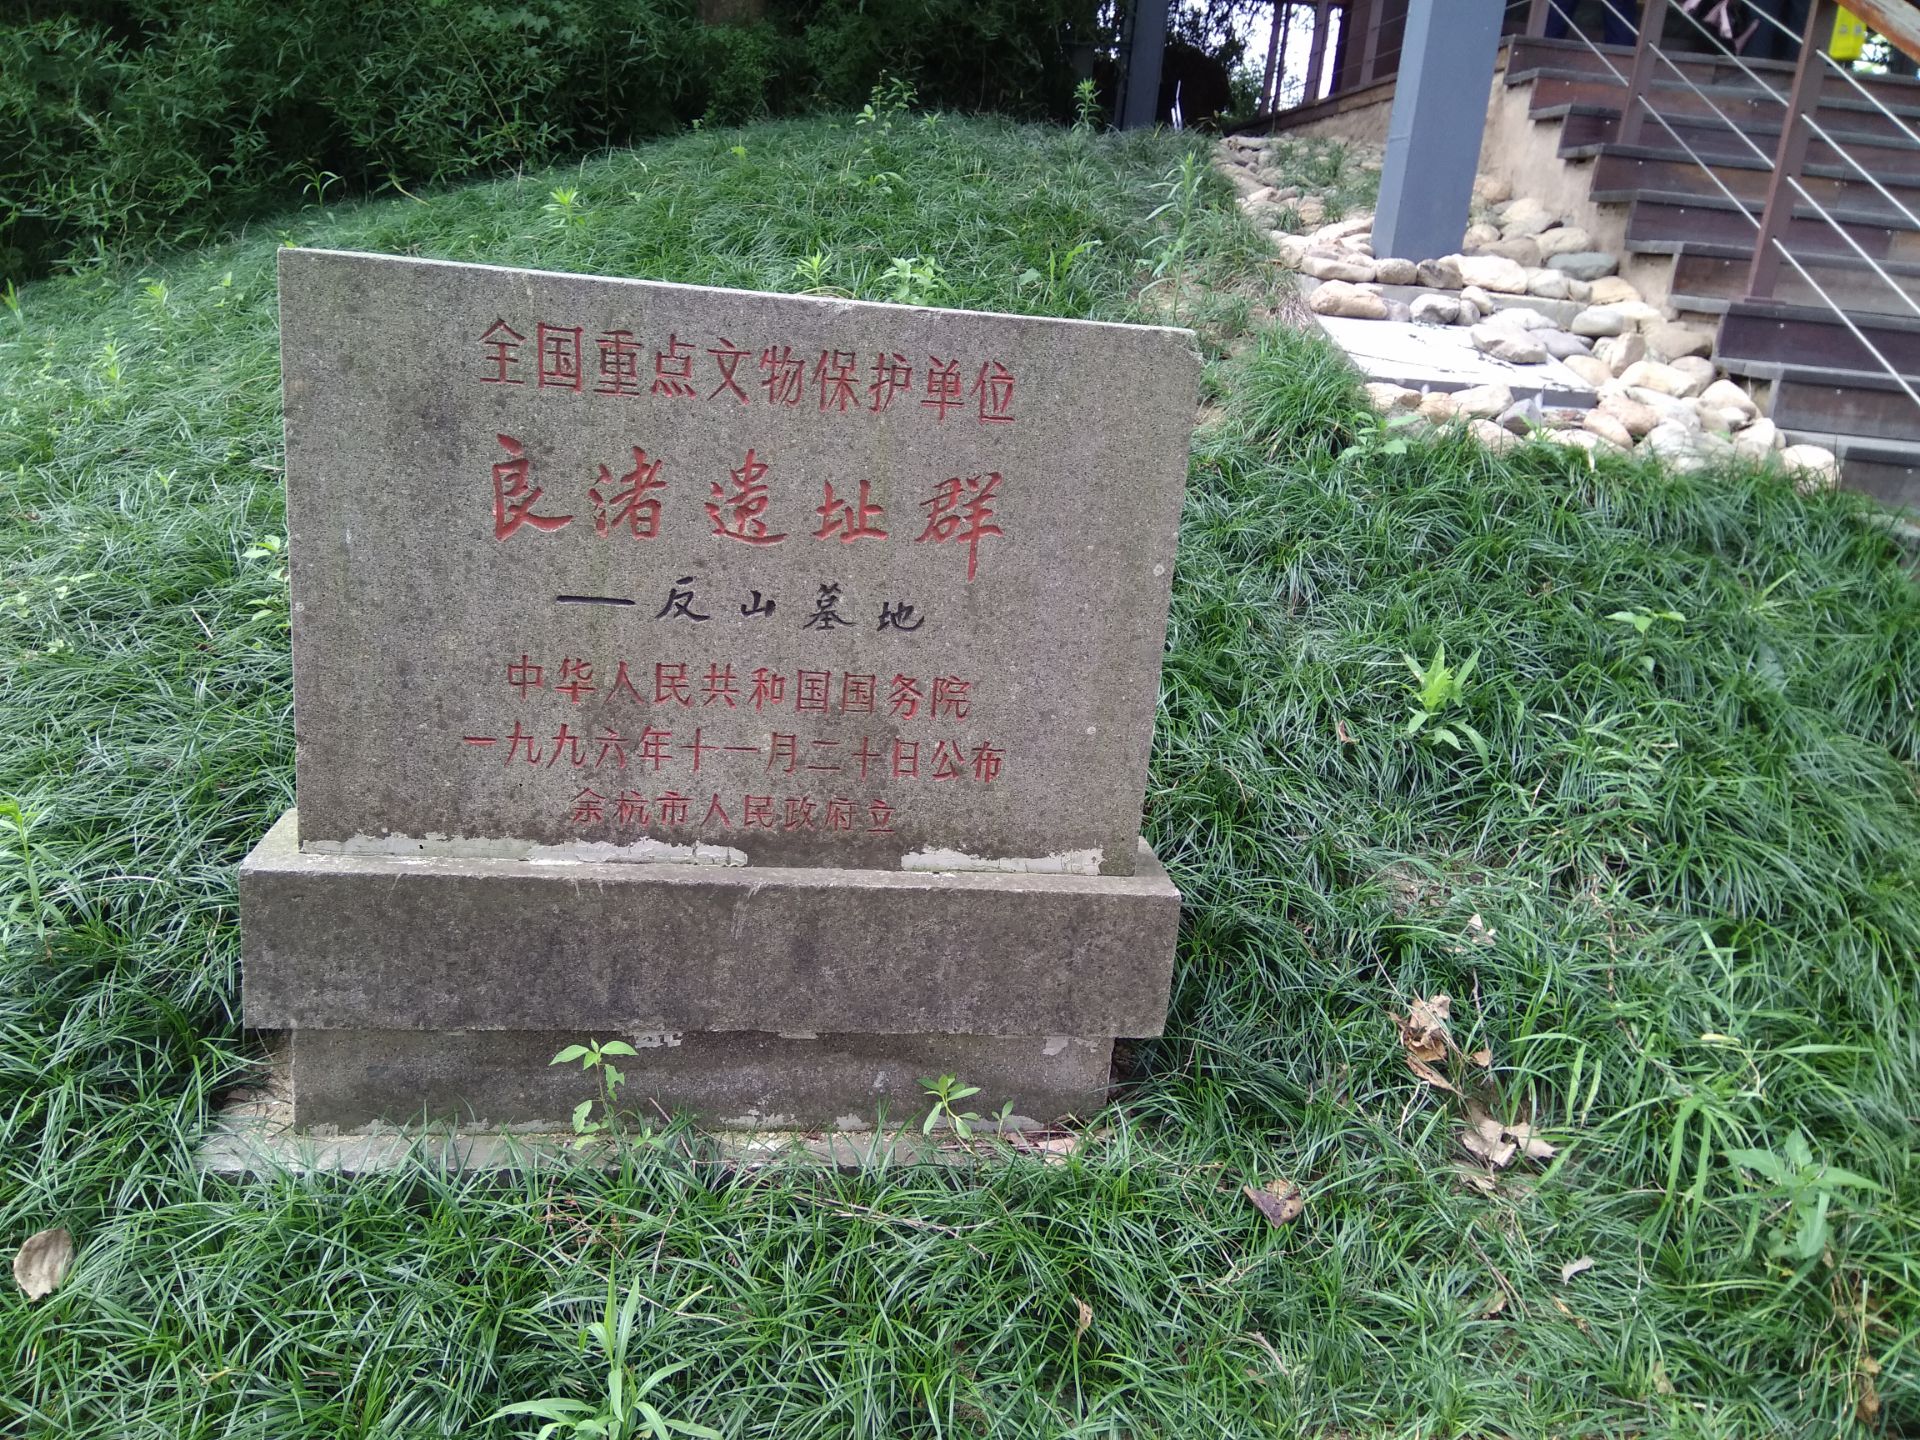 全国重点文物保护单位
良渚遗址群
——反山墓地
中华人民共和国国务院
一九九六年十一月二十日公布
余杭市人民政府立